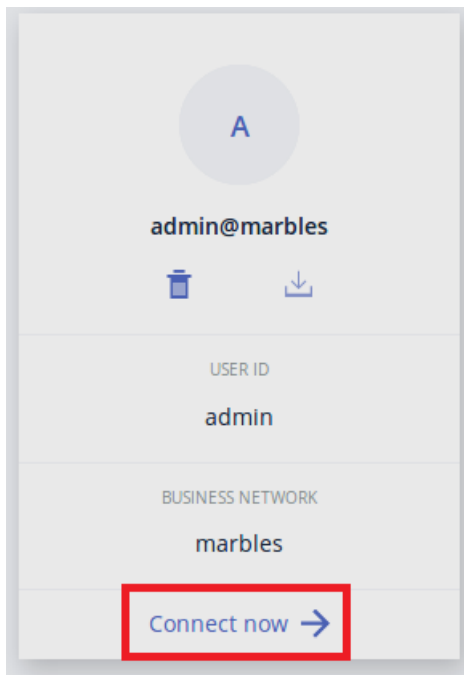 A
admin@marbles
USER ID
admin
BUSINESS NETWORK
marbles
Connect now